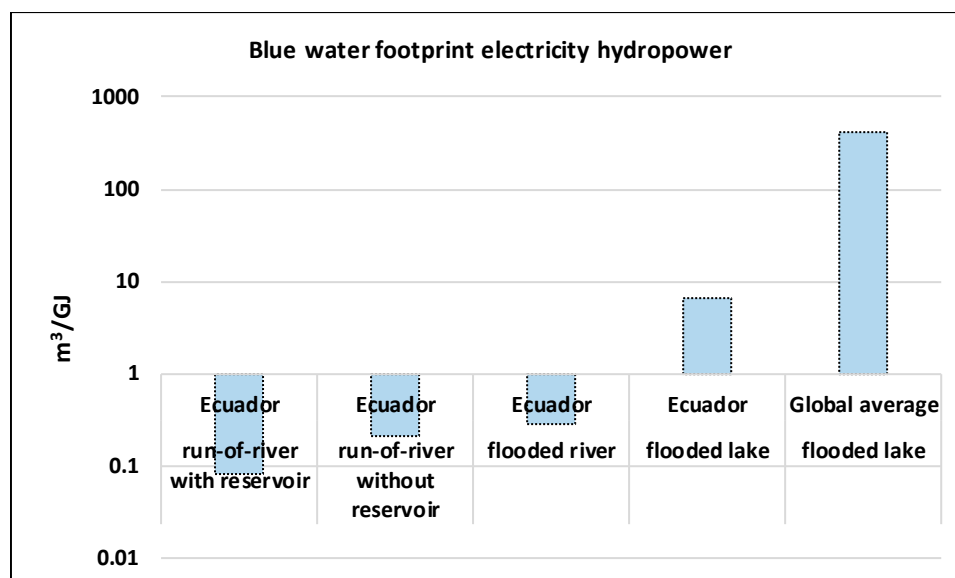 Blue water footprint electricity hydropower
1000
100
10
1
0.1
0.01
m³/GJ
Ecuador
run-of-river
with reservoir
Ecuador
run-of-river
without
reservoir
Ecuador
flooded river
Ecuador
flooded lake
Global average
flooded lake